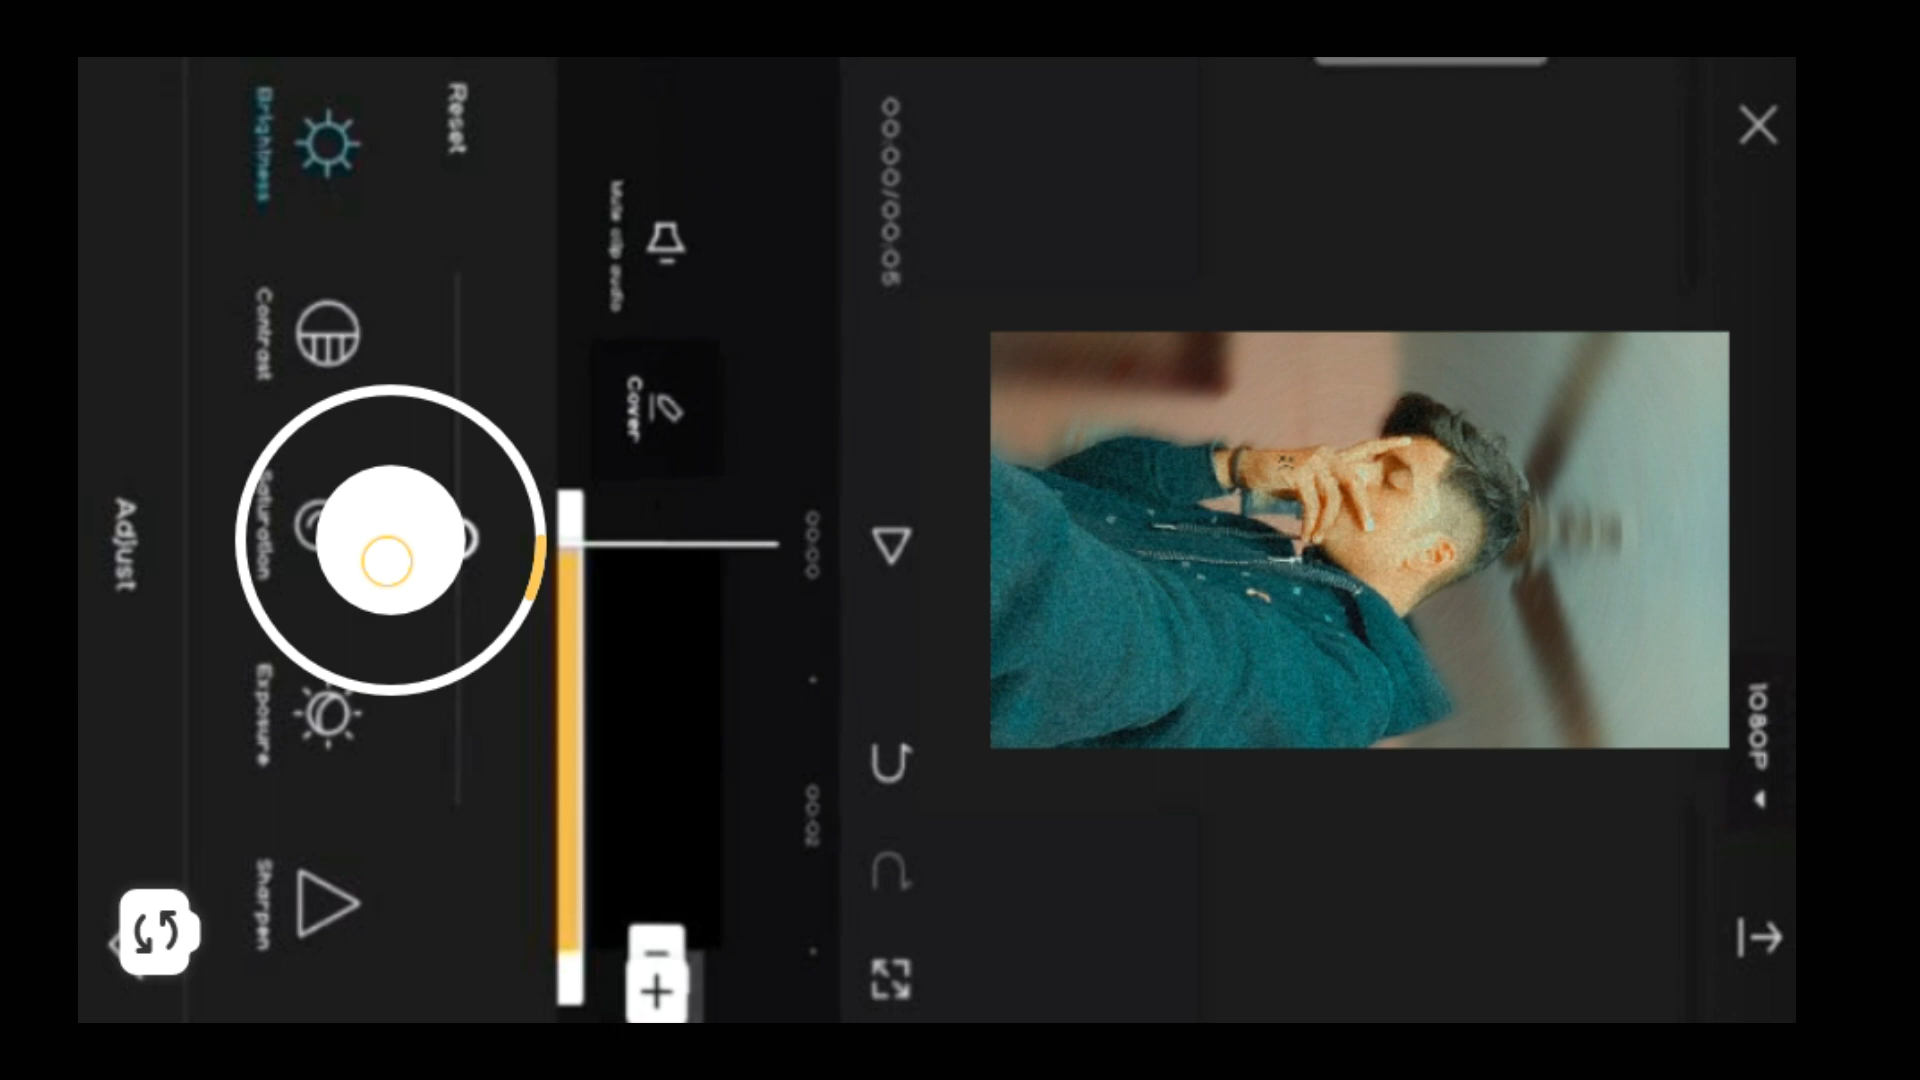 1080P
00:00/00:05
00:00
00:02
Mute clip audio
Cover
Reset
Brightness
Contrast
Saturation
Exposure
Sharpen
Adjust